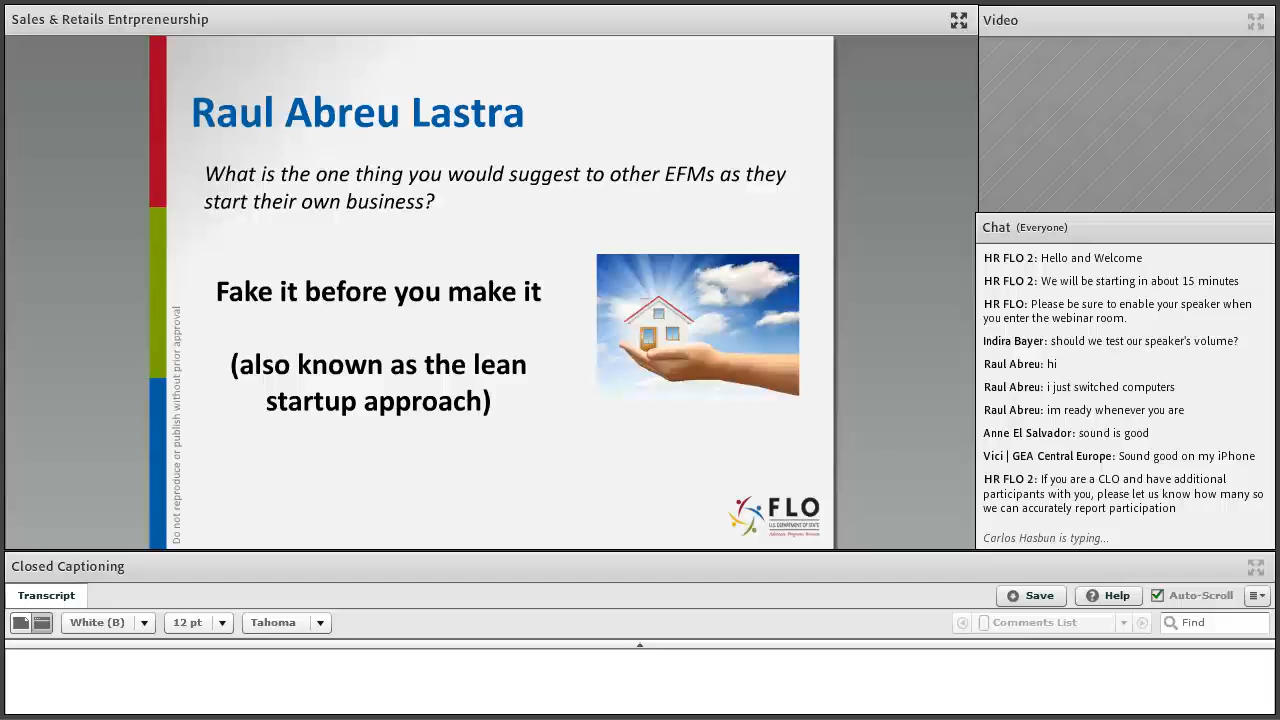 Sales & Retails Entrpreneurship
Raul Abreu Lastra
What is the one thing you would suggest to other EFMs as they
start their own business?
Fake it before you make it
(also known as the lean
startup approach)
Do not reproduce or publish without prior approval
FLO
U.S. DEPARTMENT OF STATE
Video
Chat (Everyone)
HR FLO 2: Hello and Welcome
HR FLO 2: We will be starting in about 15 minutes
HR FLO: Please be sure to enable your speaker when
you enter the webinar room.
Indira Bayer: should we test our speaker's volume?
Raul Abreu: hi
Raul Abreu: i just switched computers
Raul Abreu: im ready whenever you are
Anne El Salvador: sound is good
Vici | GEA Central Europe: Sound good on my iPhone
HR FLO 2: If you are a CLO and have additional
participants with you, please let us know how many so
we can accurately report participation
Carlos Hasbun is typing...
Closed Captioning
Transcript
Save
Help
Auto-Scroll
White (B)
12 pt
Tahoma
Comments List
Find